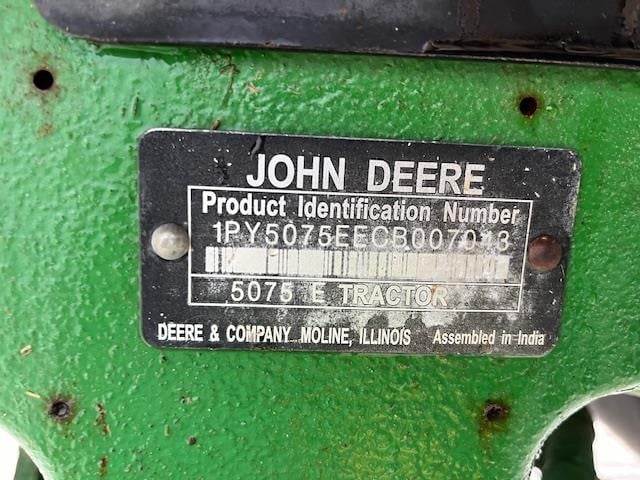 JOHN DEERE
Product Identification Number
1PY5075EECB007013
5075 E TRACTOR
DEERE & COMPANY MOLINE, ILLINOIS Assembled in India